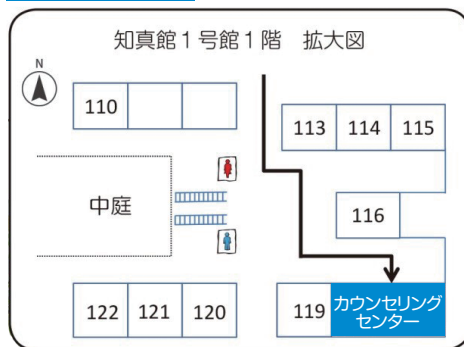 知真館１号館１階　拡大図
N
110
113 114 115
中庭
116
122 121 120
119
カウンセリング
センター